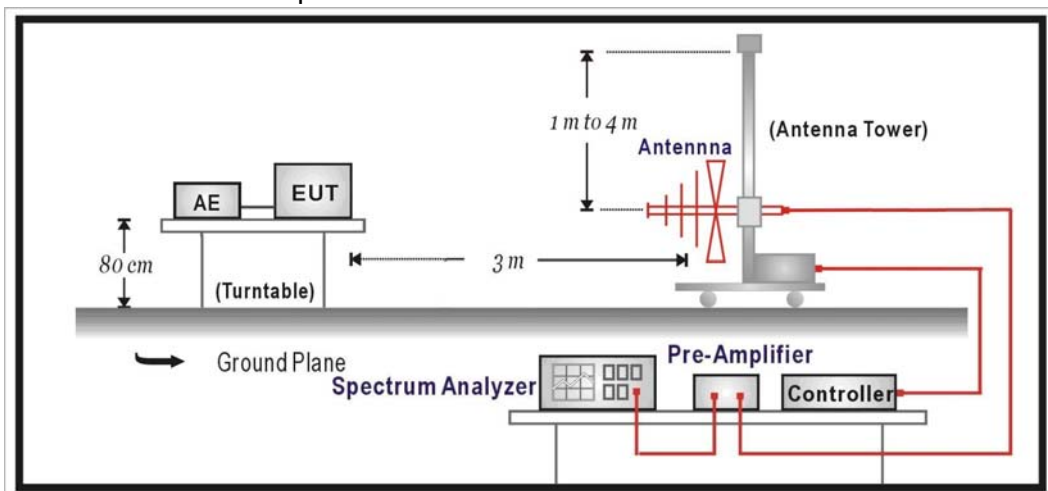 1 m to 4 m
(Antenna Tower)
Antennna
AE
EUT
80 cm
3 m
(Turntable)
Ground Plane
Pre-Amplifier
Spectrum Analyzer
Controller